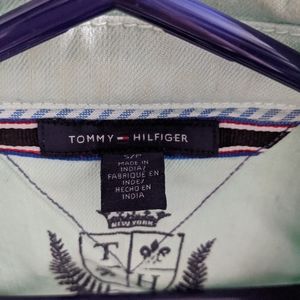 TOMMY HILFIGER
S/P
MADE IN
INDIA/
FABRIQUÉ EN
INDE/
HECHO EN
INDIA
NEW YORK
T
H